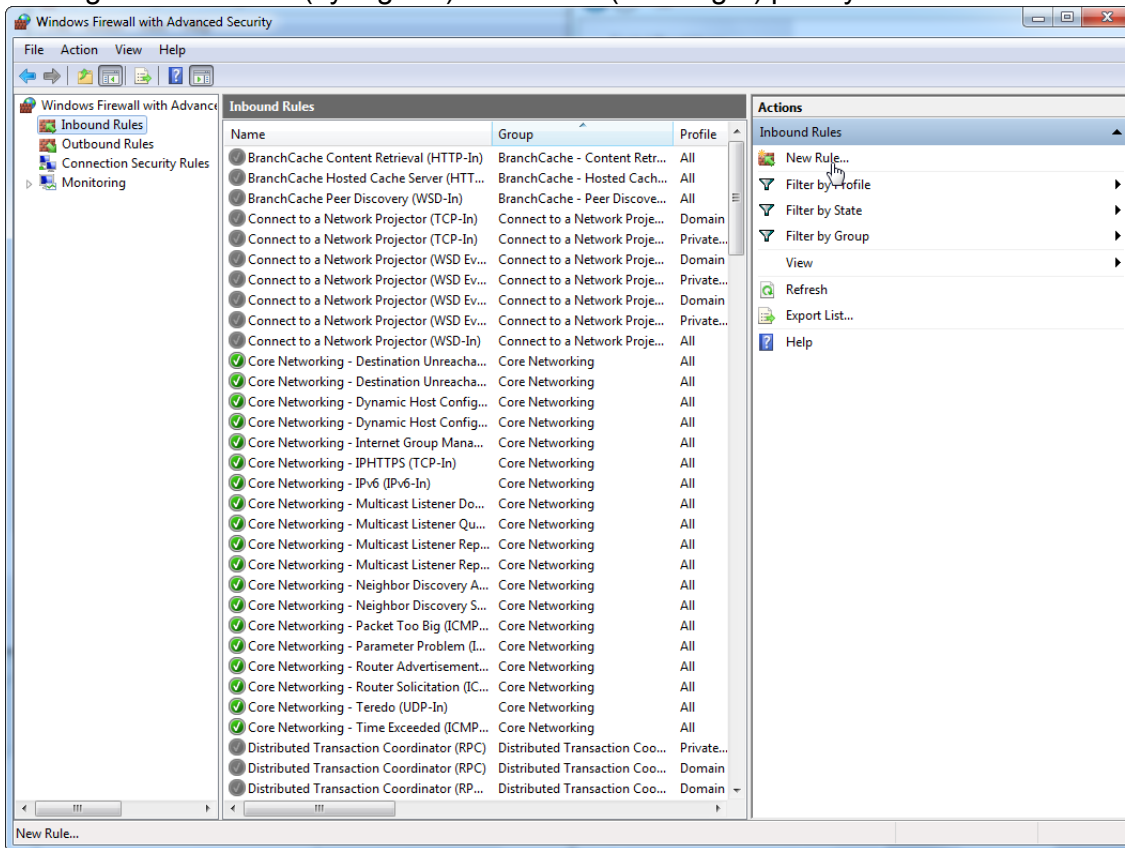 Windows Firewall with Advanced Security
File Action View Help
Windows Firewall with Advance
Inbound Rules
Outbound Rules
Connection Security Rules
Monitoring
Inbound Rules
Name Group Profile
BranchCache Content Retrieval (HTTP-In) BranchCache - Content Retr... All
BranchCache Hosted Cache Server (HTT... BranchCache - Hosted Cach... All
BranchCache Peer Discovery (WSD-In) BranchCache - Peer Discove... All
Connect to a Network Projector (TCP-In) Connect to a Network Proje... Domain
Connect to a Network Projector (TCP-In) Connect to a Network Proje... Private...
Connect to a Network Projector (WSD Ev... Connect to a Network Proje... Domain
Connect to a Network Projector (WSD Ev... Connect to a Network Proje... Private...
Connect to a Network Projector (WSD Ev... Connect to a Network Proje... Domain
Connect to a Network Projector (WSD Ev... Connect to a Network Proje... Private...
Connect to a Network Projector (WSD-In) Connect to a Network Proje... All
Core Networking - Destination Unreacha... Core Networking All
Core Networking - Destination Unreacha... Core Networking All
Core Networking - Dynamic Host Config... Core Networking All
Core Networking - Dynamic Host Config... Core Networking All
Core Networking - Internet Group Mana... Core Networking All
Core Networking - IPHTTPS (TCP-In) Core Networking All
Core Networking - IPv6 (IPv6-In) Core Networking All
Core Networking - Multicast Listener Do... Core Networking All
Core Networking - Multicast Listener Qu... Core Networking All
Core Networking - Multicast Listener Rep... Core Networking All
Core Networking - Multicast Listener Rep... Core Networking All
Core Networking - Neighbor Discovery A... Core Networking All
Core Networking - Neighbor Discovery S... Core Networking All
Core Networking - Packet Too Big (ICMP... Core Networking All
Core Networking - Parameter Problem (I... Core Networking All
Core Networking - Router Advertisement... Core Networking All
Core Networking - Router Solicitation (IC... Core Networking All
Core Networking - Teredo (UDP-In) Core Networking All
Core Networking - Time Exceeded (ICMP... Core Networking All
Distributed Transaction Coordinator (RPC) Distributed Transaction Coo... Private...
Distributed Transaction Coordinator (RPC) Distributed Transaction Coo... Domain
Distributed Transaction Coordinator (RP... Distributed Transaction Coo... Domain
Actions
Inbound Rules
New Rule...
Filter by Profile
Filter by State
Filter by Group
View
Refresh
Export List...
Help
New Rule...